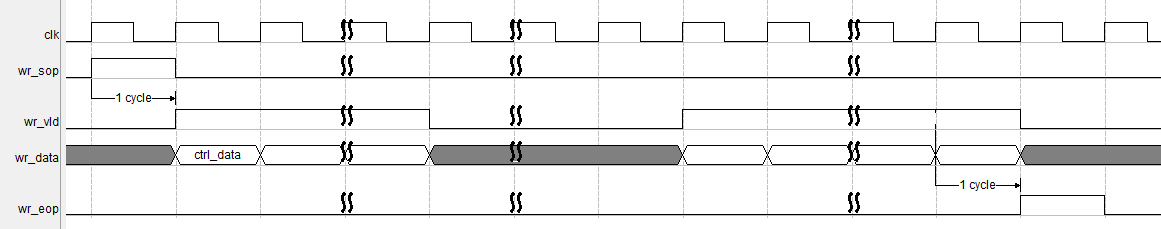 clk
wr_sop
1 cycle
wr_vld
wr_data
ctrl_data
1 cycle
wr_eop